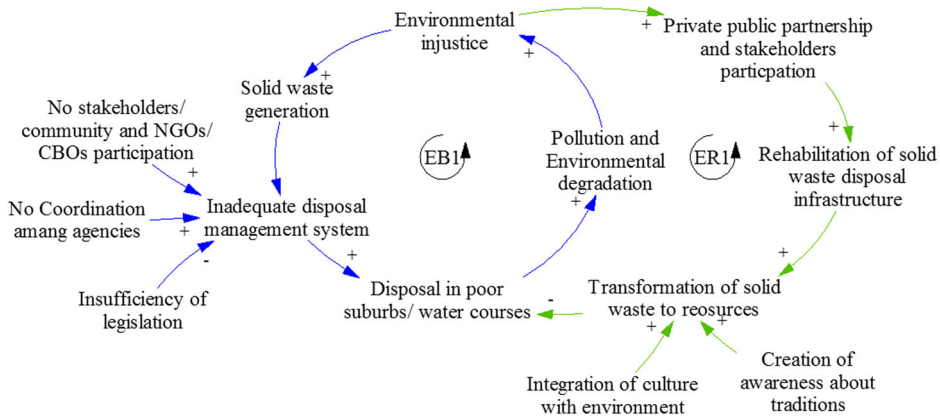 Environmental
injustice
+
Private public partnership
and stakeholders
particpation
+
+
Solid waste
generation
No stakeholders/
community and NGOs/
CBOs participation
+
EB1
Pollution and
Environmental
degradation
+
ER1
+
Rehabilitation of solid
waste disposal
infrastructure
No Coordination
amang agencies
+
Inadequate disposal
management system
-
+
+
Insufficiency of
legislation
Disposal in poor
suburbs/ water courses
-
Transformation of solid
waste to reosurces
+
+
Integration of culture
with environment
Creation of
awareness about
traditions